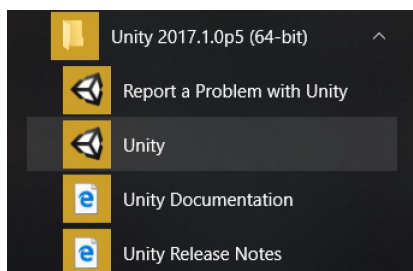 Unity 2017.1.0p5 (64-bit)
Report a Problem with Unity
Unity
Unity Documentation
Unity Release Notes